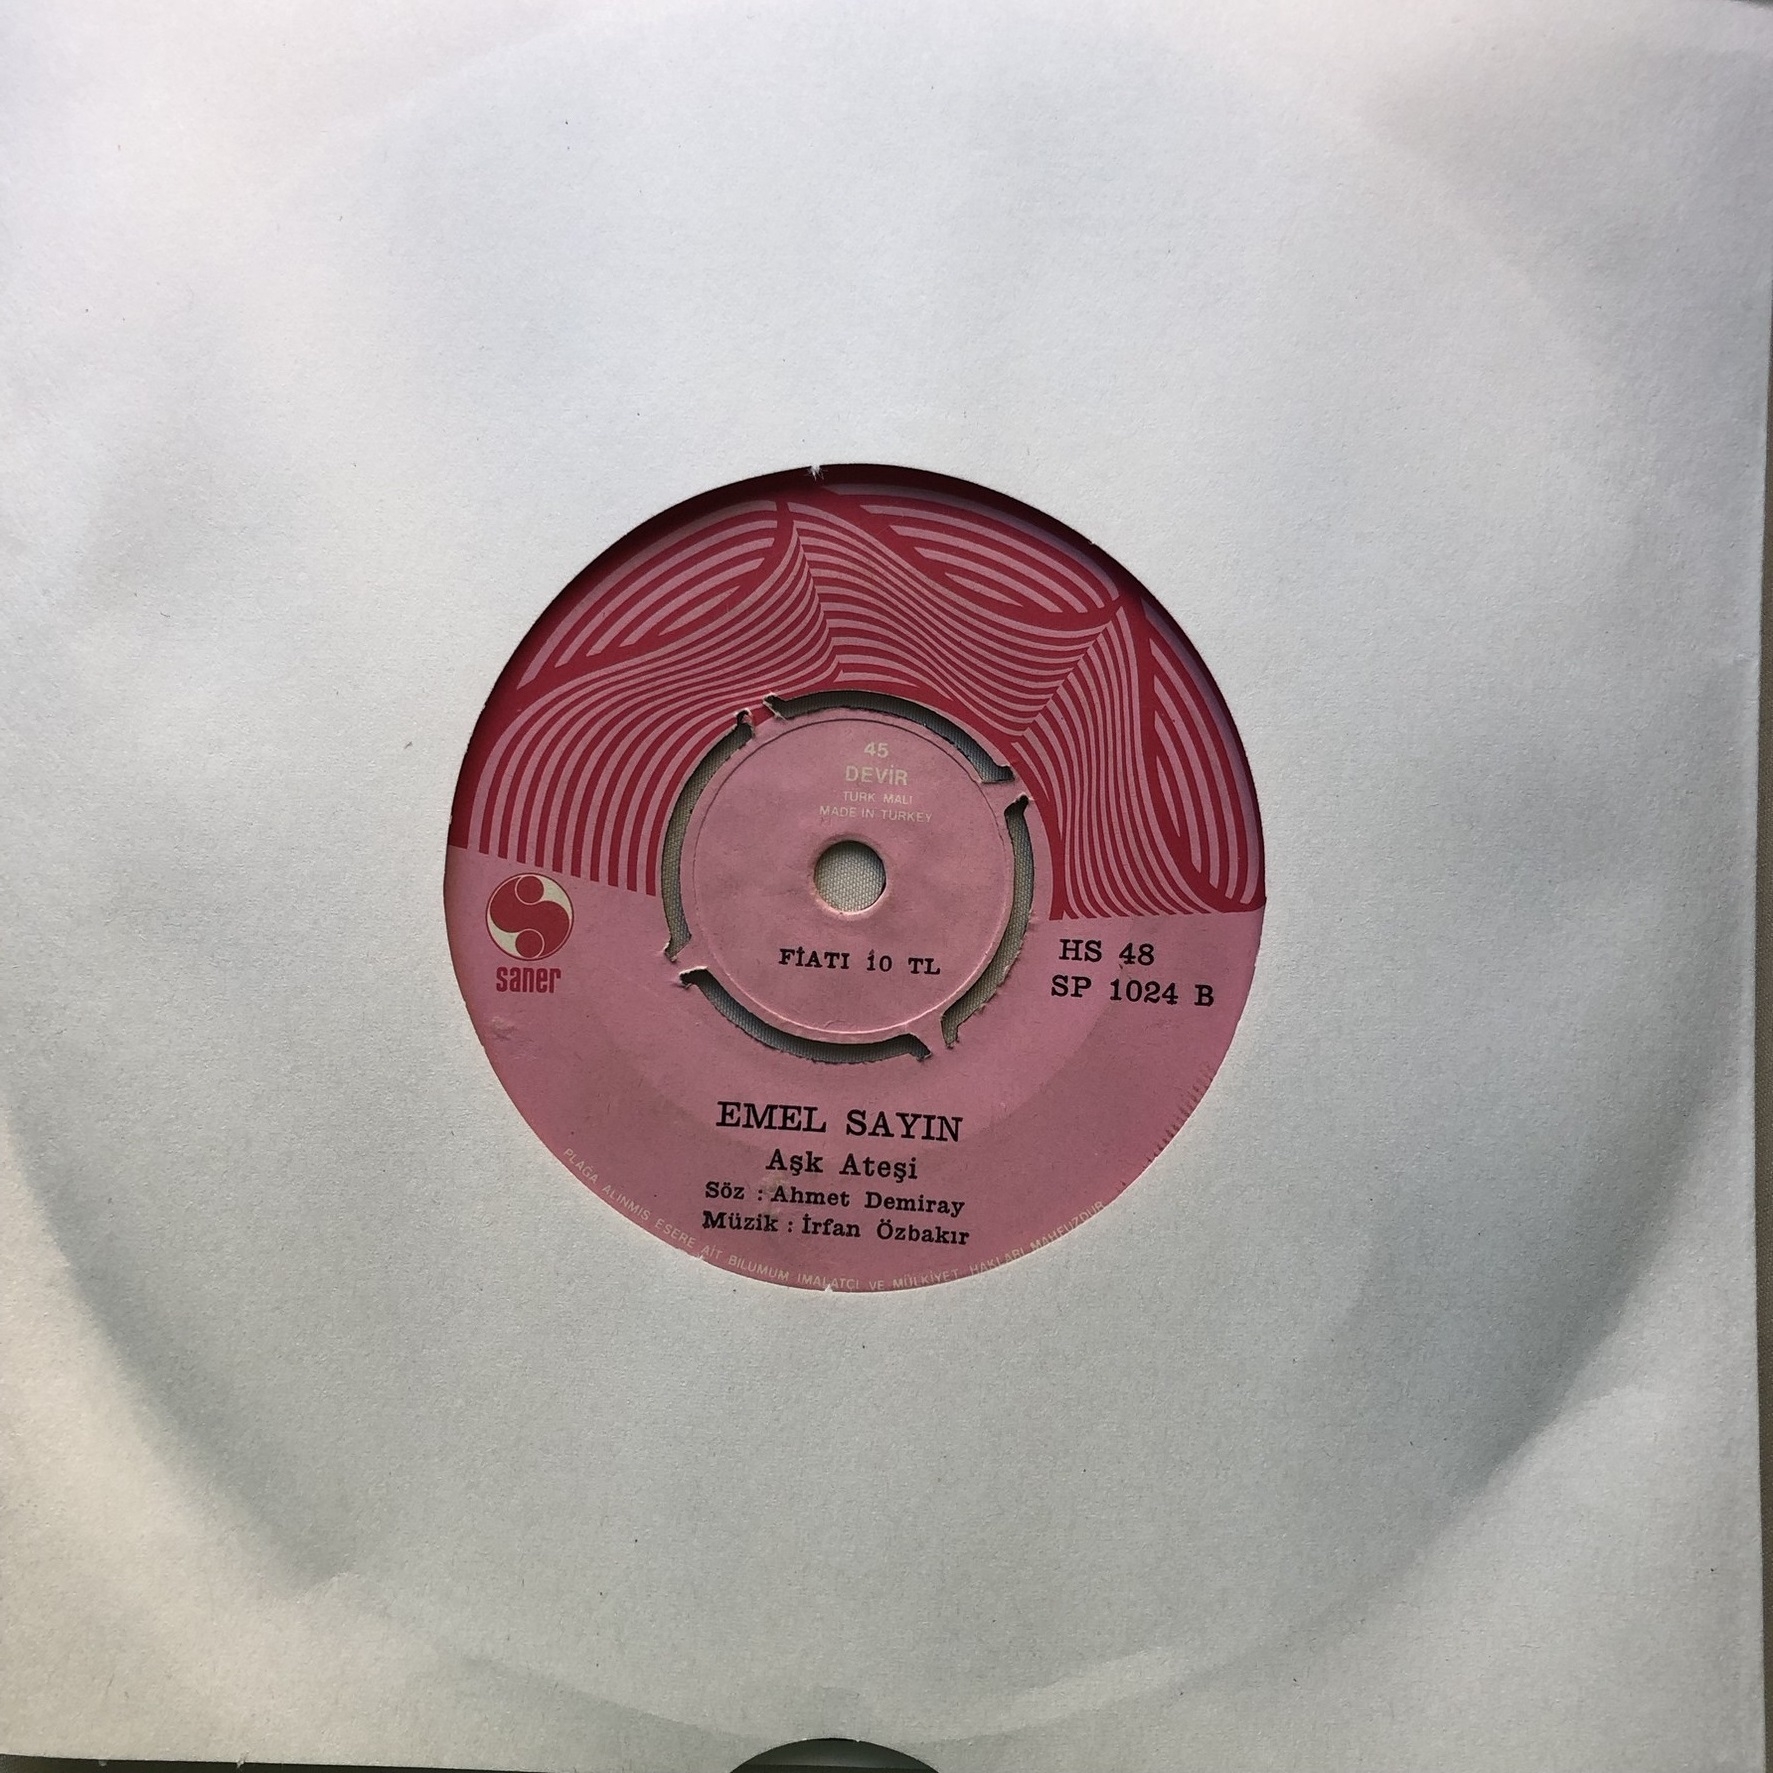 45
DEVİR
TÜRK MALI
MADE IN TURKEY
FİATI 10 TL
saner
HS 48
SP 1024 B
EMEL SAYIN
Aşk Ateşi
Söz : Ahmet Demiray
Müzik : İrfan Özbakır
PLAĞA ALINMIŞ ESERE AİT BİLUMUM İMALATÇI VE MÜLKİYET HAKLARI MAHFUZDUR